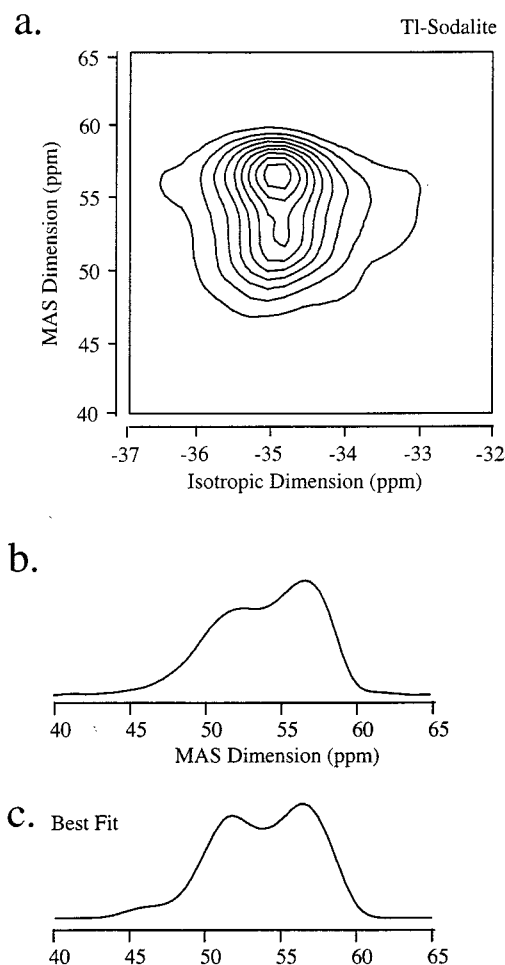 a.
Tl-Sodalite
65
60
55
50
45
40
MAS Dimension (ppm)
-37 -36 -35 -34 -33 -32
Isotropic Dimension (ppm)
b.
40 45 50 55 60 65
MAS Dimension (ppm)
c. Best Fit
40 45 50 55 60 65